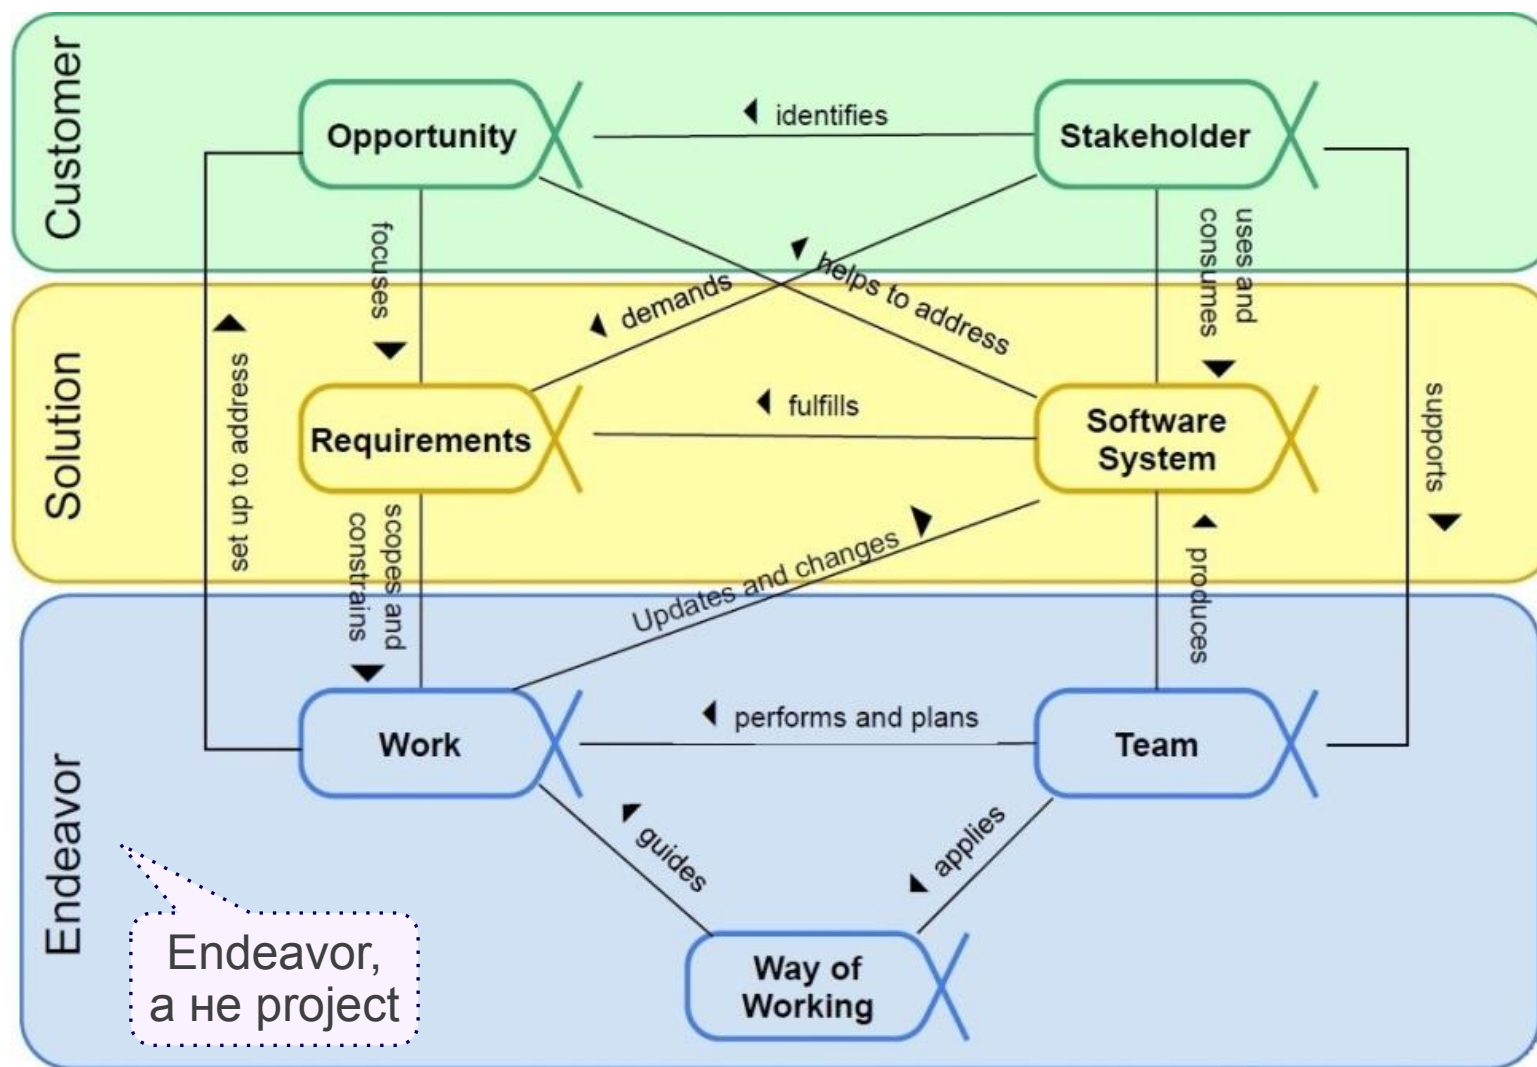 Customer
Opportunity
identifies
Stakeholder
focuses
demands
helps to address
uses and
consumes
Solution
set up to address
Requirements
fulfills
Software
System
supports
scopes and
constrains
Updates and changes
produces
Endeavor
Work
performs and plans
Team
guides
applies
Way of
Working
Endeavor,
а не project